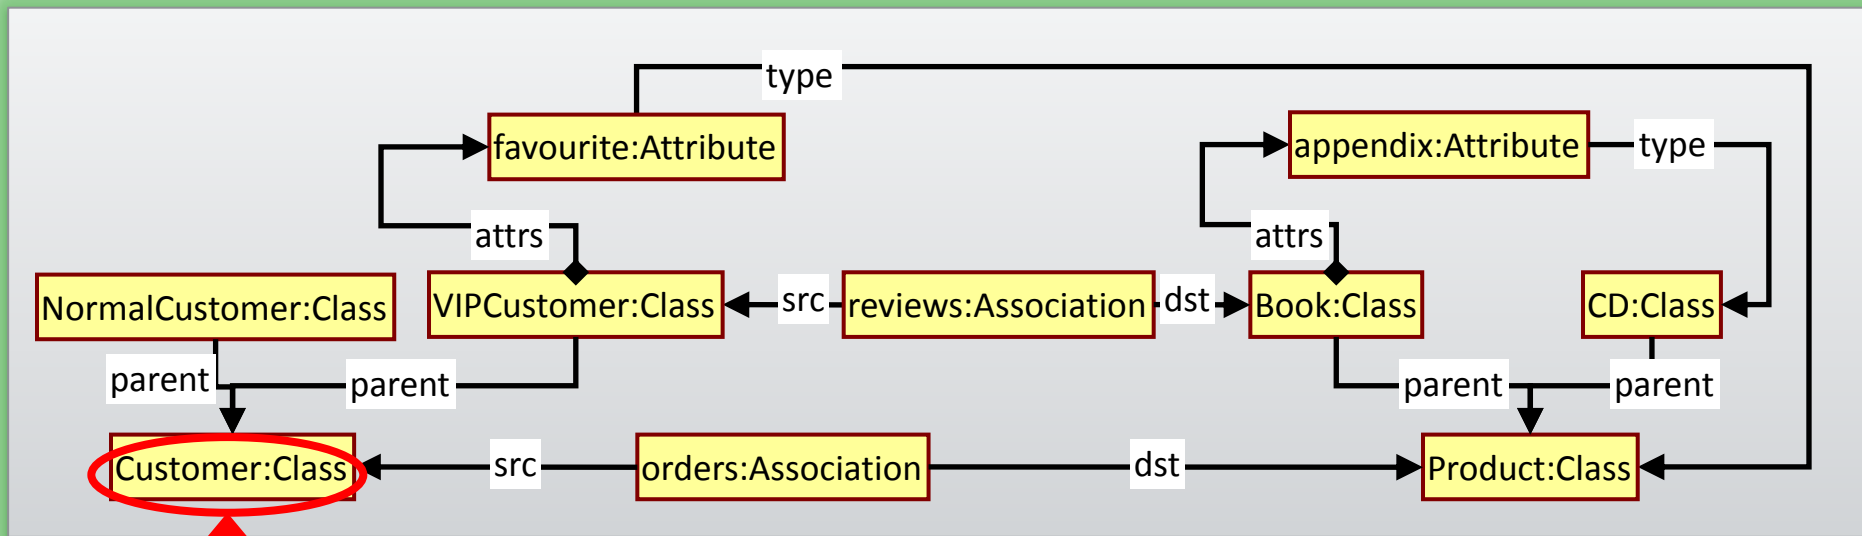 type
favourite:Attribute
appendix:Attribute
type
attrs
attrs
NormalCustomer:Class
VIPCustomer:Class
src
reviews:Association
dst
Book:Class
CD:Class
parent
parent
parent
parent
Customer:Class
src
orders:Association
dst
Product:Class